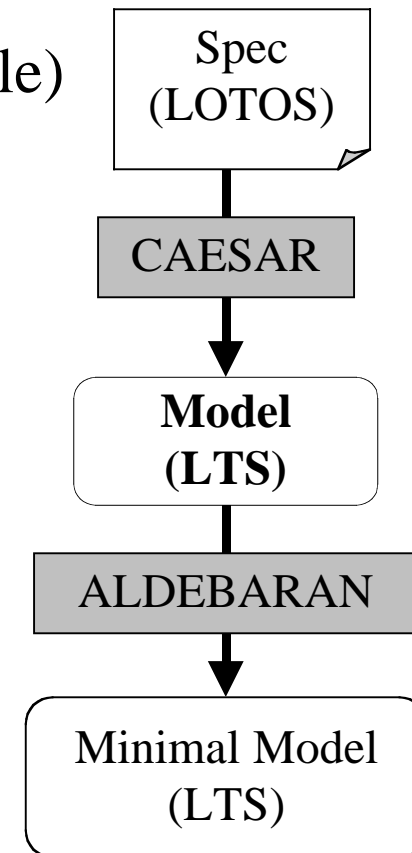 le)
Spec
(LOTOS)
CAESAR
Model
(LTS)
ALDEBARAN
Minimal Model
(LTS)